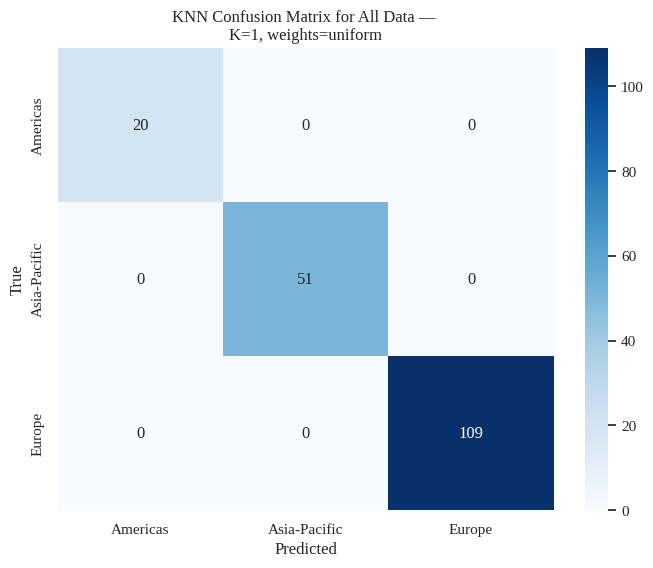 KNN Confusion Matrix for All Data —
K=1, weights=uniform
True
Americas
20
0
0
Asia-Pacific
0
51
0
Europe
0
0
109
Americas
Asia-Pacific
Europe
Predicted
100
80
60
40
20
0